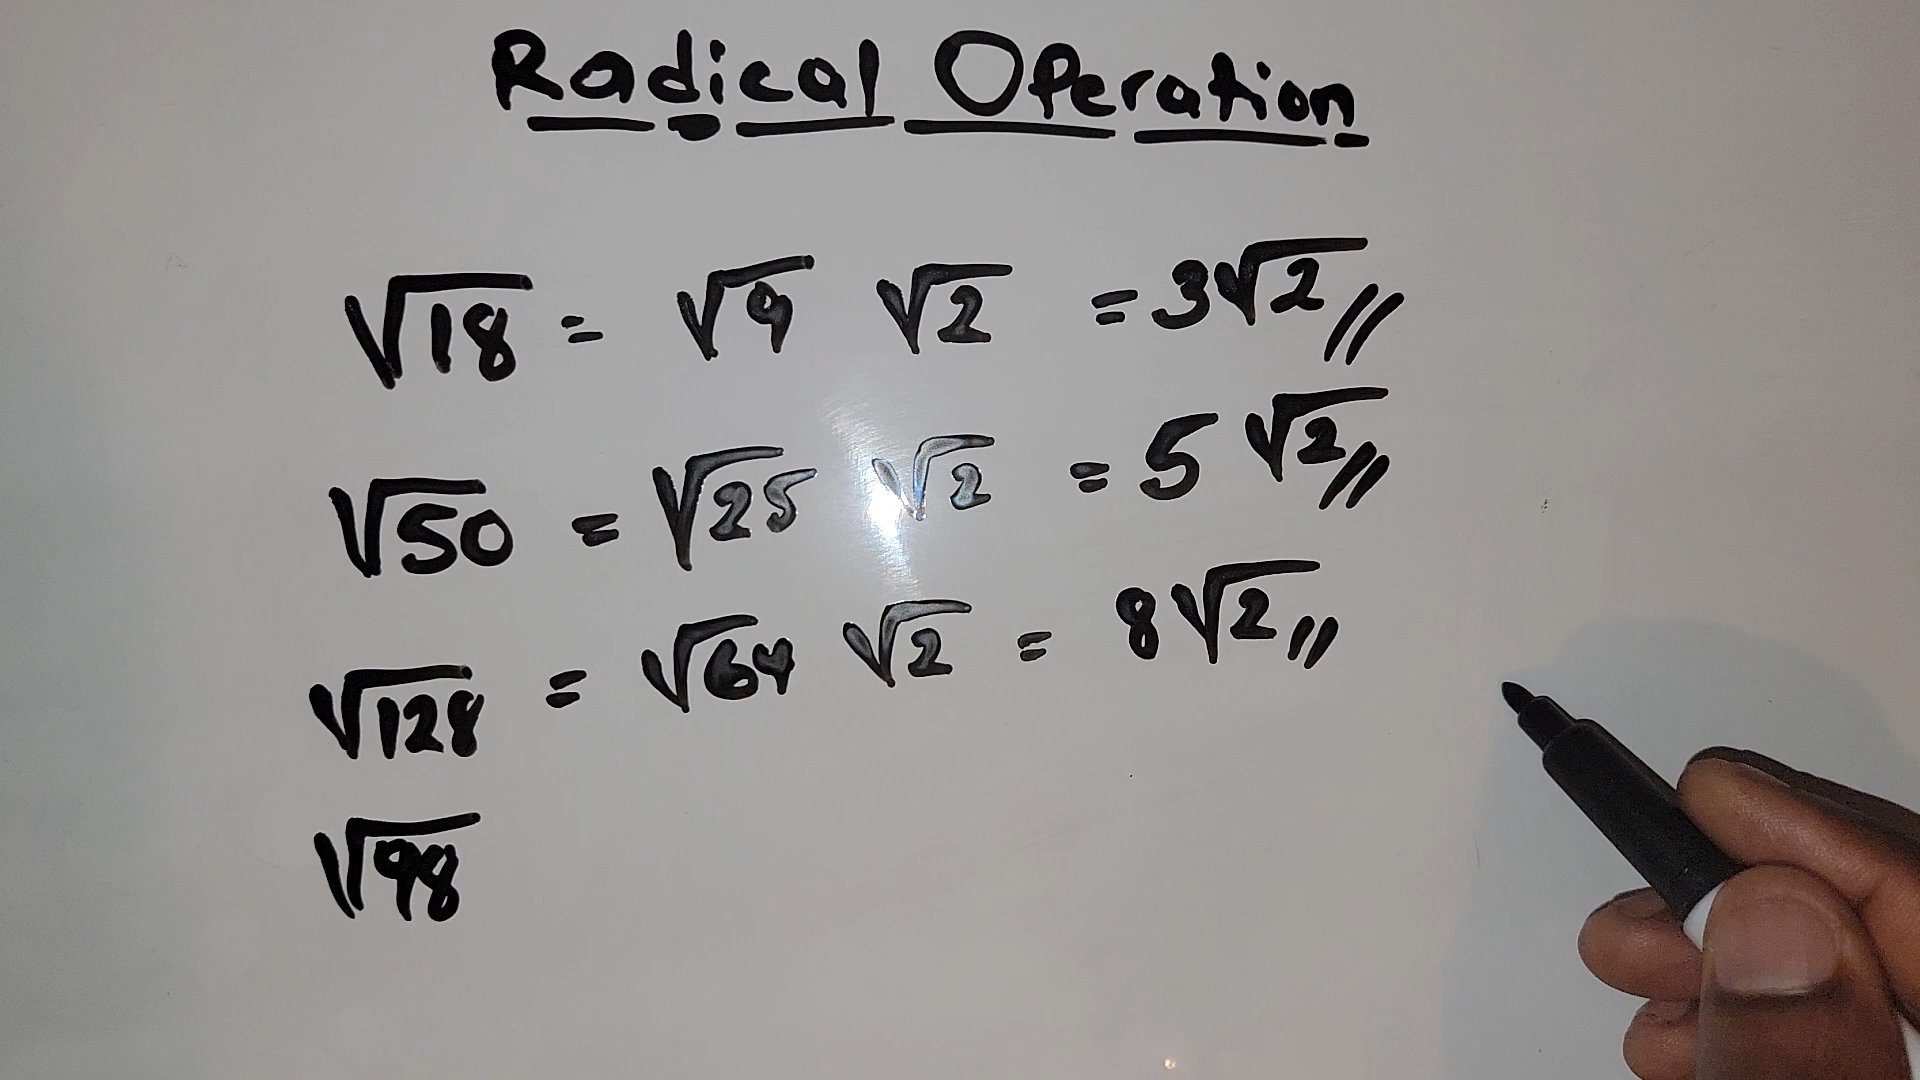 Radical Operation
√18 = √9 √2 = 3√2 //
√50 = √25 √2 = 5√2 //
√128 = √64 √2 = 8√2 //
√98